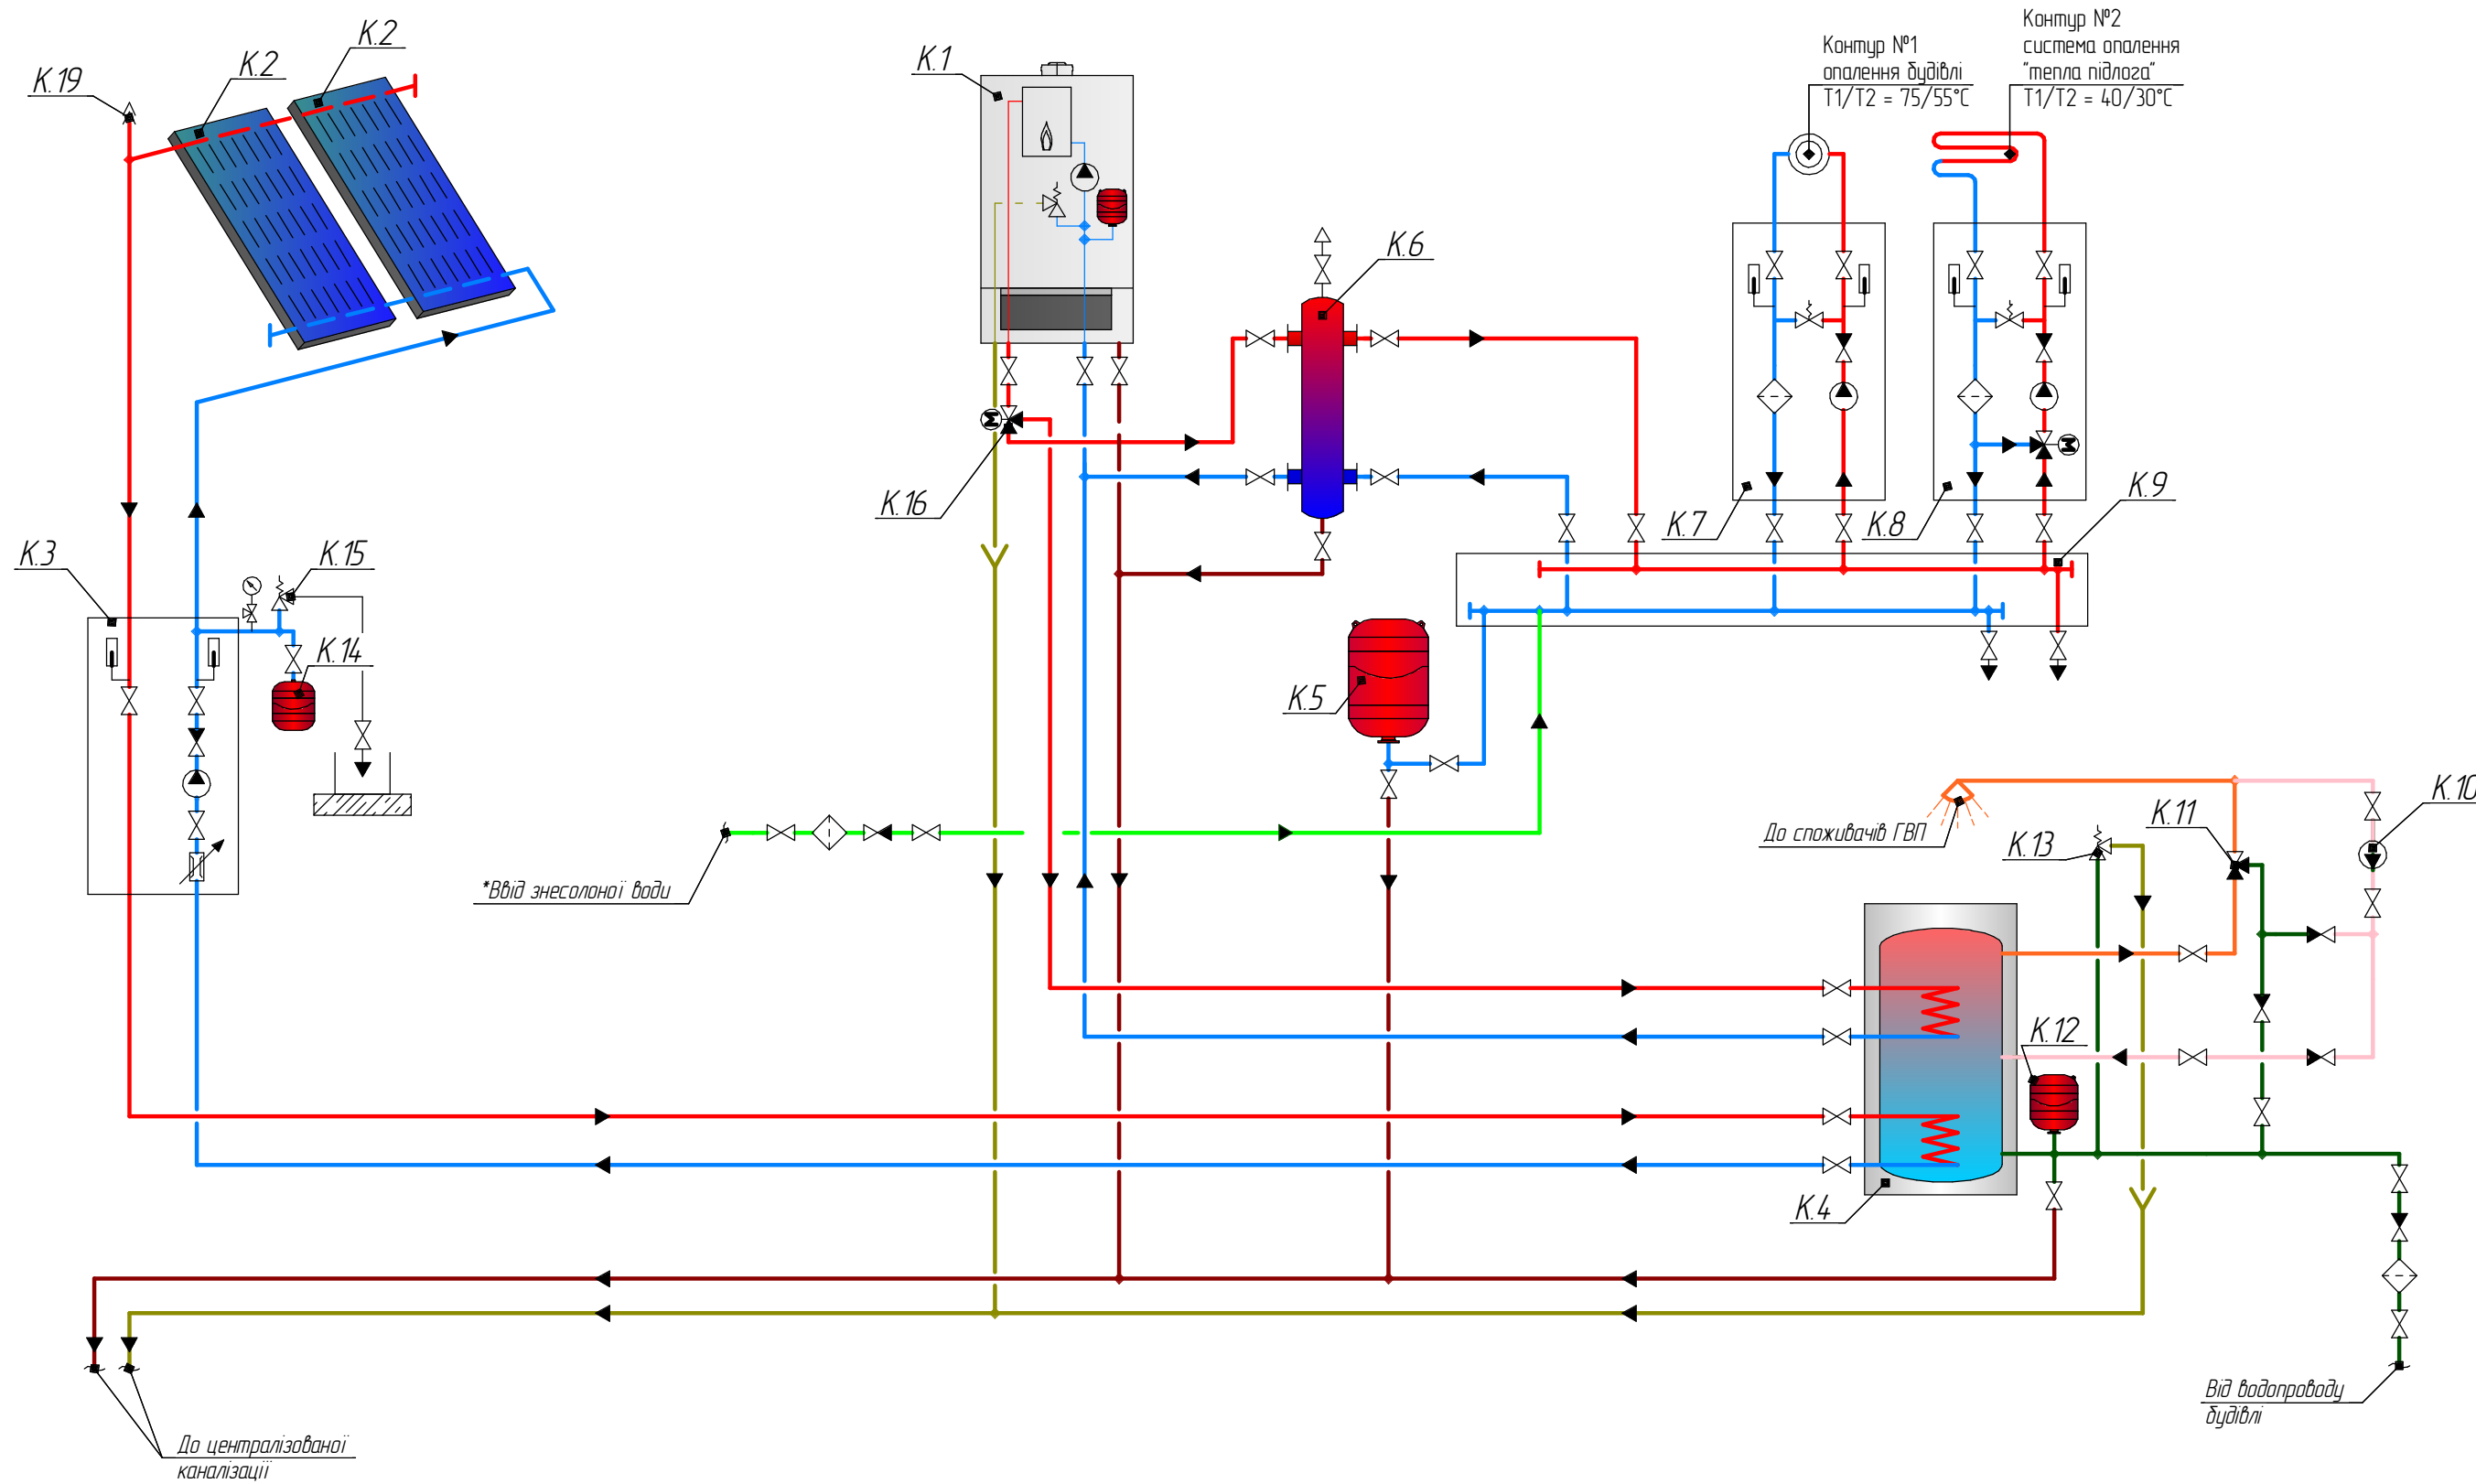 К.19
К.2
К.2
К.1
Контур №1
опалення будівлі
Т1/Т2 = 75/55°С
Контур №2
система опалення
"тепла підлога"
Т1/Т2 = 40/30°С
К.6
М
К.16
М
К.7
К.8
К.9
К.3
К.15
К.14
К.5
*Ввід знесолоної води
До споживачів ГВП
К.13
К.11
К.10
К.12
К.4
До централізованої
каналізації
Від водопроводу
будівлі